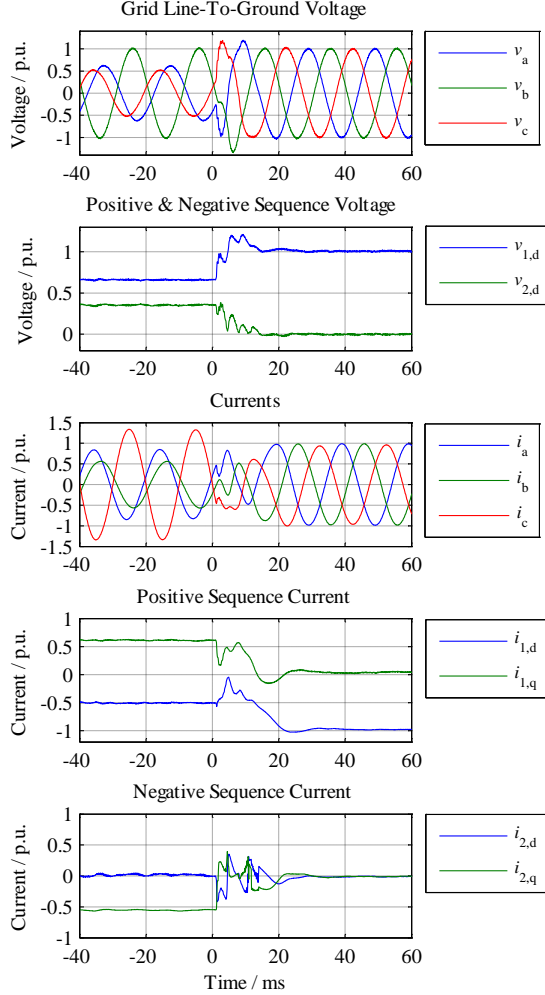 Grid Line-To-Ground Voltage
Voltage / p.u.
1
0.5
0
-0.5
-1
-40 -20 0 20 40 60
va
vb
vc
Positive & Negative Sequence Voltage
Voltage / p.u.
1
0
-40 -20 0 20 40 60
v1,d
v2,d
Currents
Current / p.u.
1.5
1
0.5
0
-0.5
-1
-1.5
-40 -20 0 20 40 60
ia
ib
ic
Positive Sequence Current
Current / p.u.
1
0.5
0
-0.5
-1
-40 -20 0 20 40 60
i1,d
i1,q
Negative Sequence Current
Current / p.u.
1
0.5
0
-0.5
-1
-40 -20 0 20 40 60
Time / ms
i2,d
i2,q